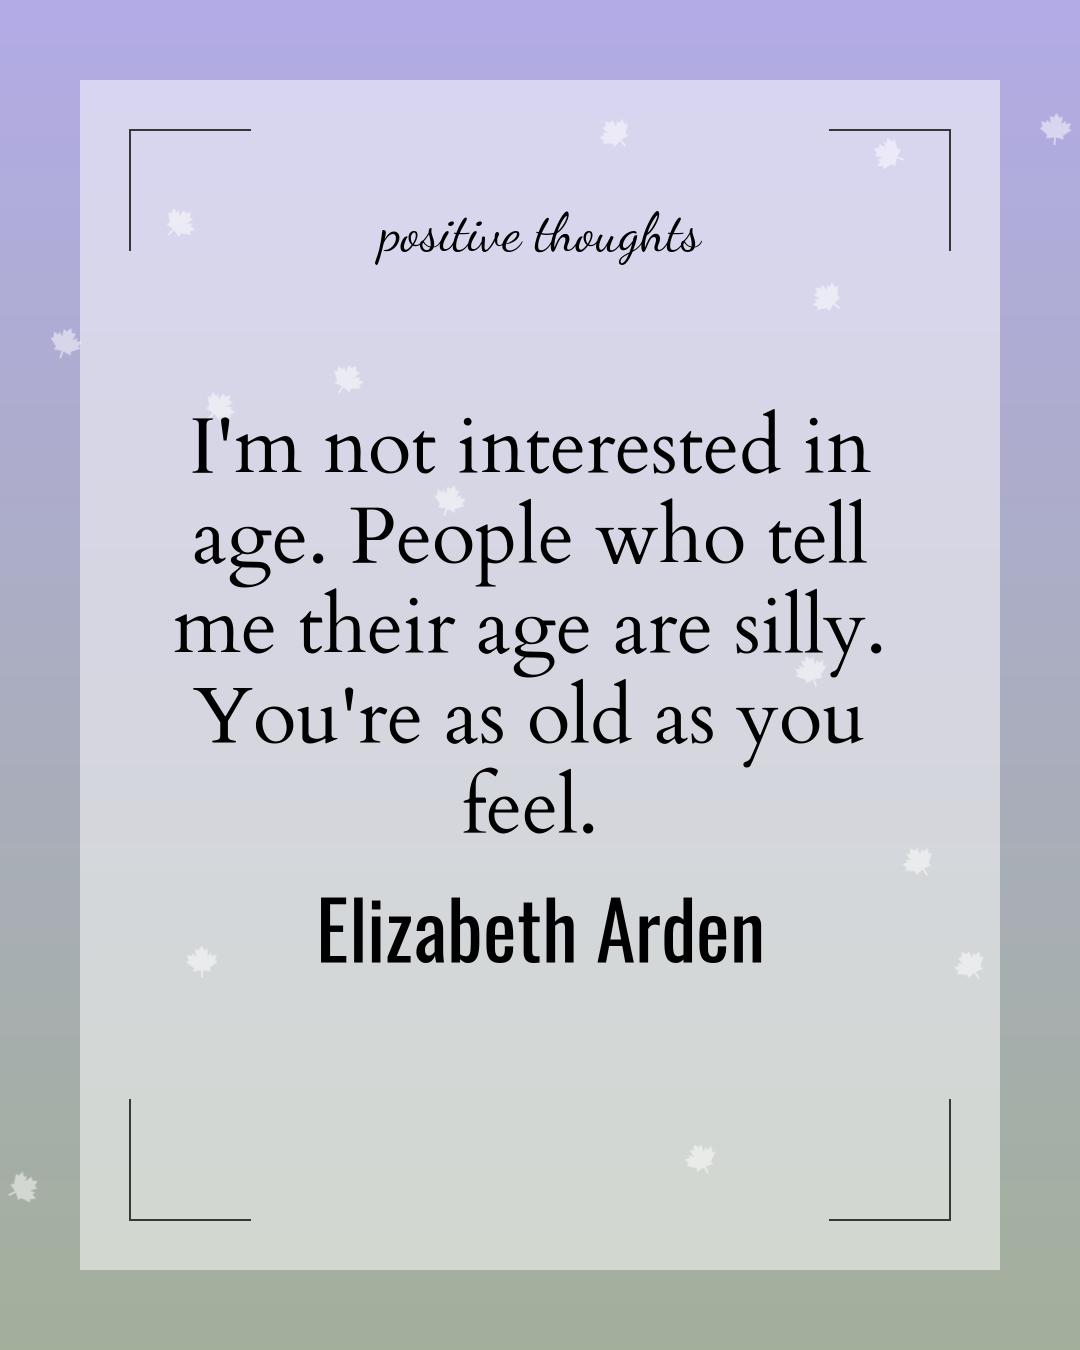 positive thoughts
I'm not interested in
age. People who tell
me their age are silly.
You're as old as you
feel.
Elizabeth Arden